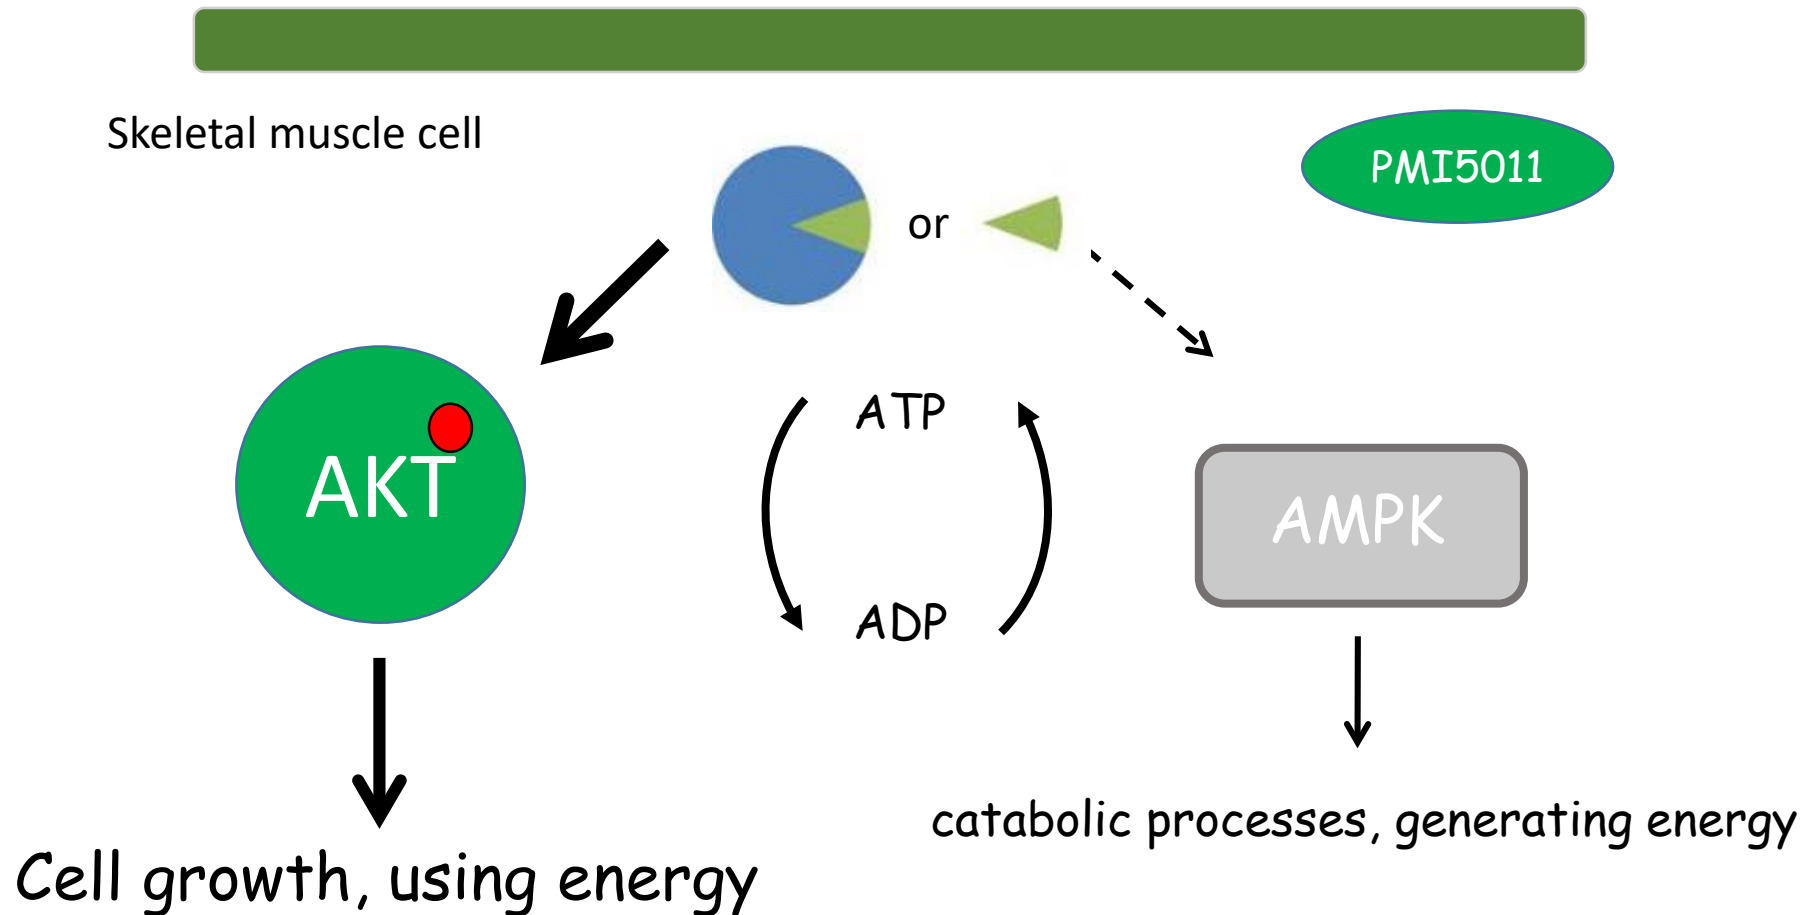 Skeletal muscle cell
PMI5011
or
ATP
AKT
AMPK
ADP
catabolic processes, generating energy
Cell growth, using energy